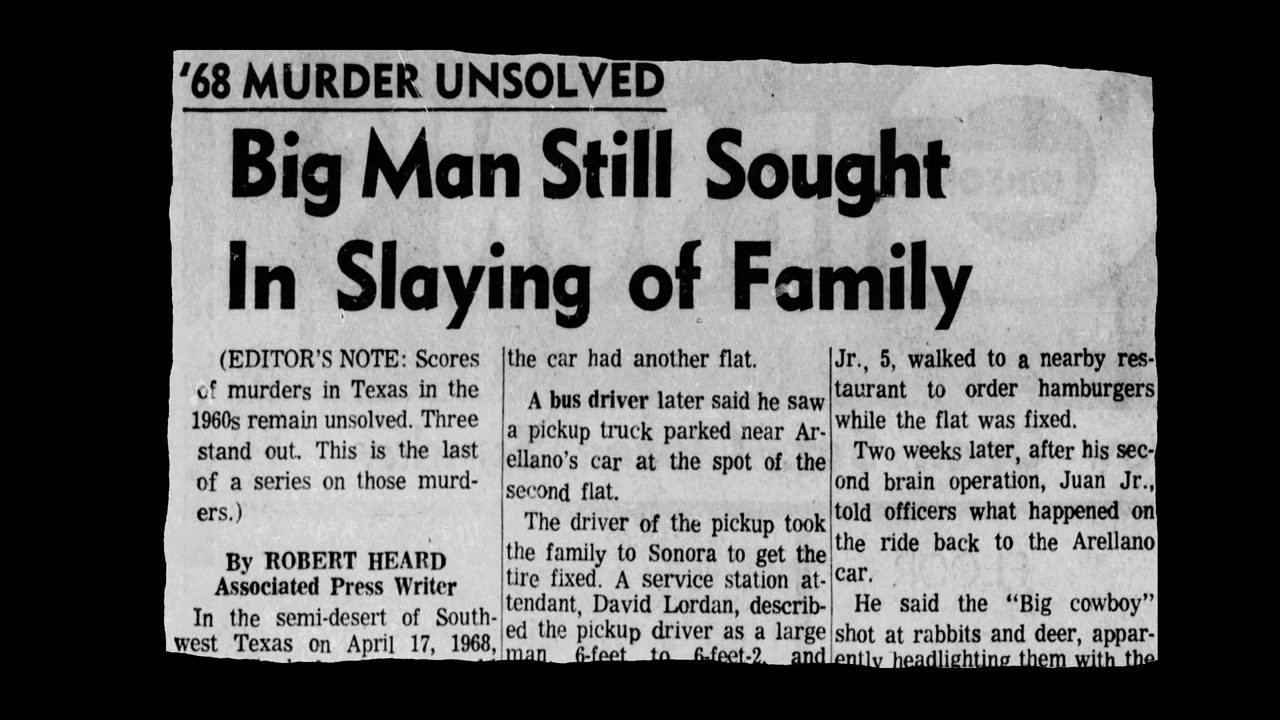 '68 MURDER UNSOLVED
Big Man Still Sought
In Slaying of Family
(EDITOR'S NOTE: Scores
of murders in Texas in the
1960s remain unsolved. Three
stand out. This is the last
of a series on those murd-
ers.)
By ROBERT HEARD
Associated Press Writer
In the semi-desert of South-
west Texas on April 17, 1968,
the car had another flat.
A bus driver later said he saw
a pickup truck parked near Ar-
ellano's car at the spot of the
second flat.
The driver of the pickup took
the family to Sonora to get the
tire fixed. A service station at-
tendant, David Lordan, describ-
ed the pickup driver as a large
man, 6-feet to 6-feet-2, and
Jr., 5, walked to a nearby res-
taurant to order hamburgers
while the flat was fixed.
Two weeks later, after his sec-
ond brain operation, Juan Jr.,
told officers what happened on
the ride back to the Arellano
car.
He said the "Big cowboy"
shot at rabbits and deer, appar-
ently headlighting them with the